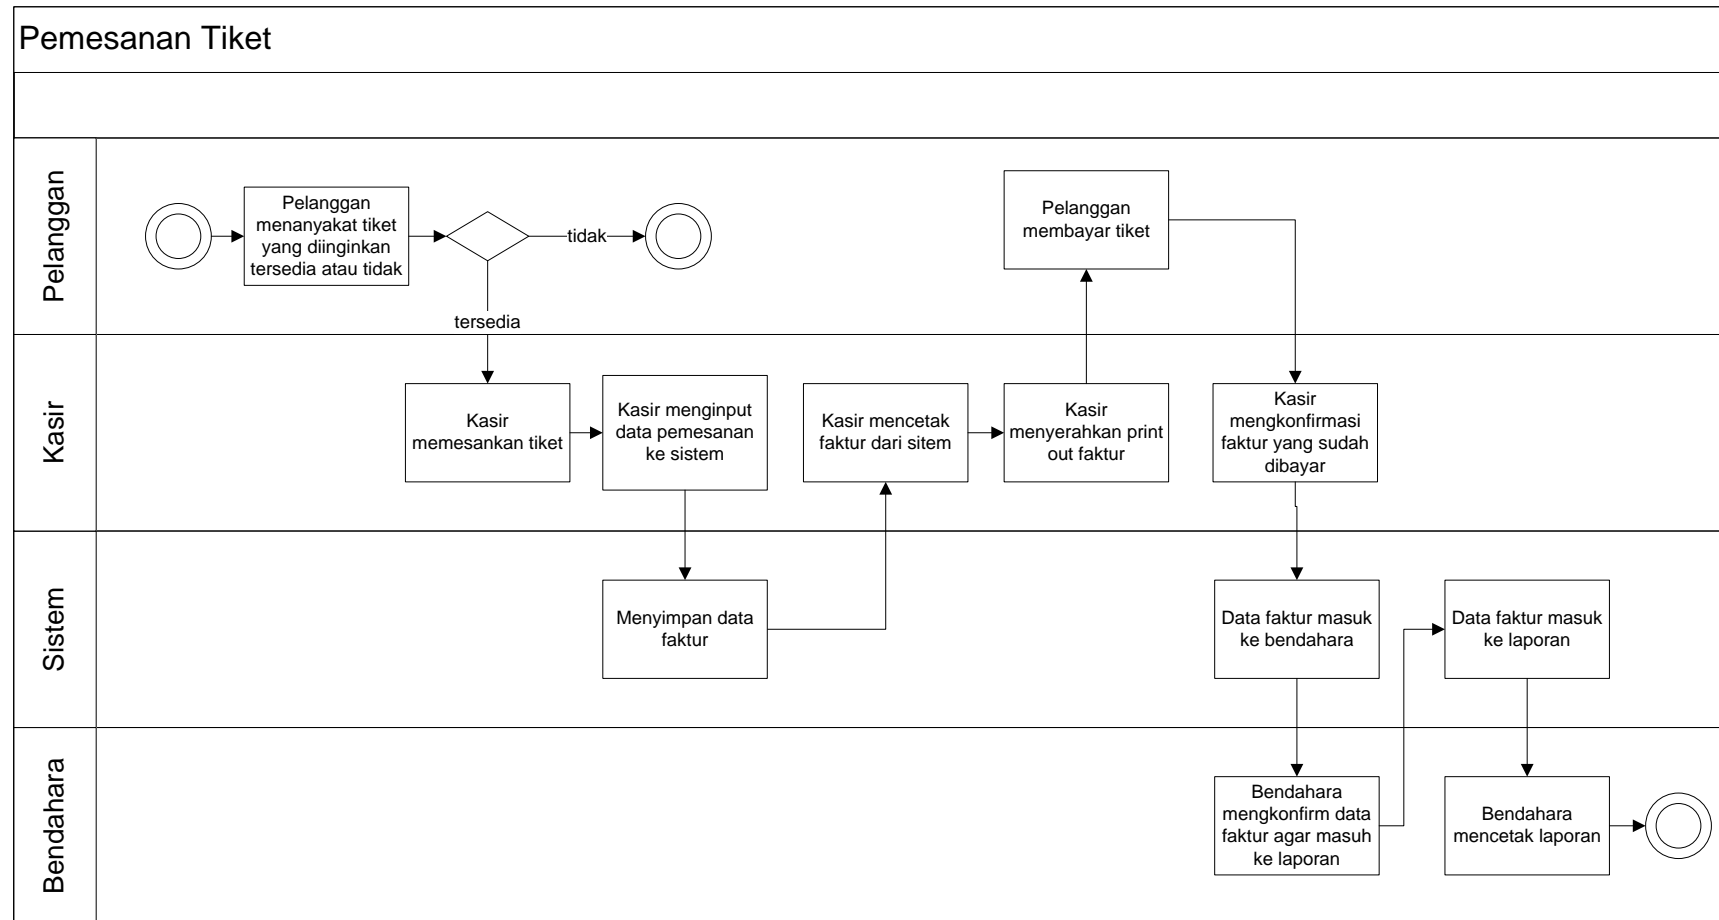 Pemesanan Tiket
Pelanggan
Pelanggan
menanyakat tiket
yang diinginkan
tersedia atau tidak
tidak
tersedia
Pelanggan
membayar tiket
Kasir
Kasir
memesankan tiket
Kasir menginput
data pemesanan
ke sistem
Kasir mencetak
faktur dari sitem
Kasir
menyerahkan print
out faktur
Kasir
mengkonfirmasi
faktur yang sudah
dibayar
Sistem
Menyimpan data
faktur
Data faktur masuk
ke bendahara
Data faktur masuk
ke laporan
Bendahara
Bendahara
mengkonfirm data
faktur agar masuh
ke laporan
Bendahara
mencetak laporan